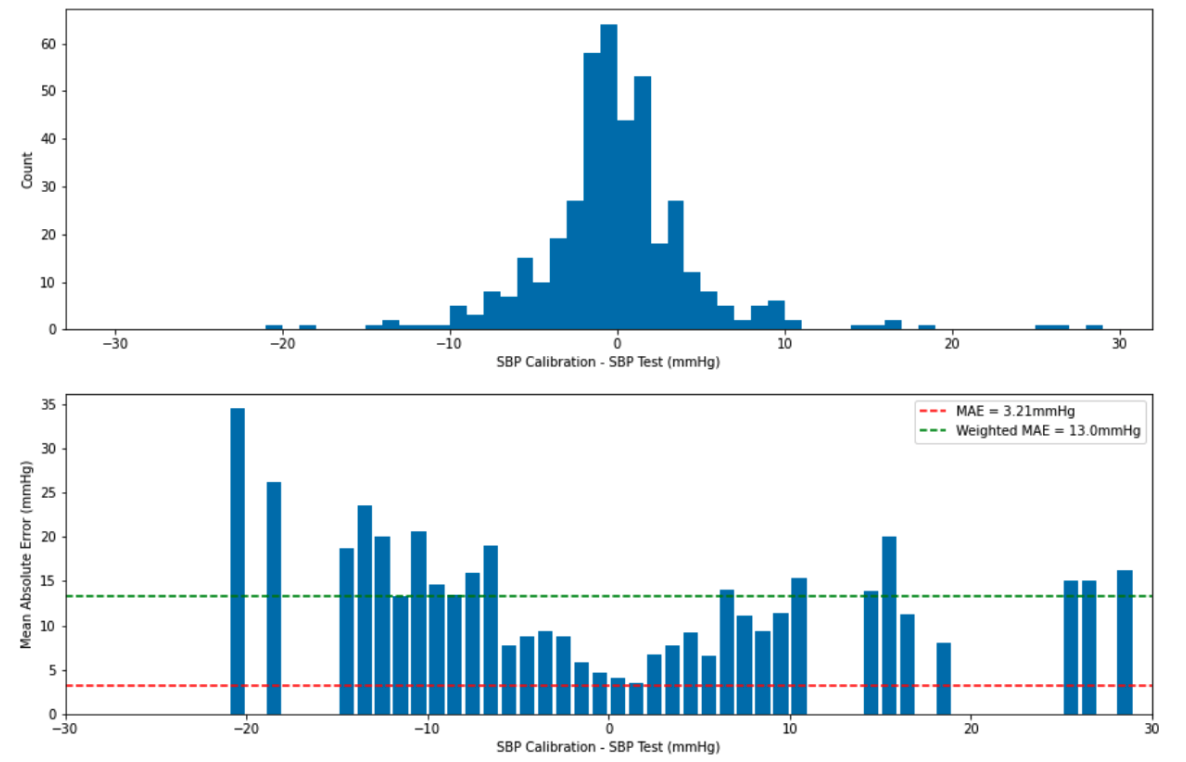 60
50
40
30
20
10
0
Count
−30 −20 −10 0 10 20 30
SBP Calibration - SBP Test (mmHg)
35
30
25
20
15
10
5
0
Mean Absolute Error (mmHg)
MAE = 3.21mmHg
Weighted MAE = 13.0mmHg
−30 −20 −10 0 10 20 30
SBP Calibration - SBP Test (mmHg)